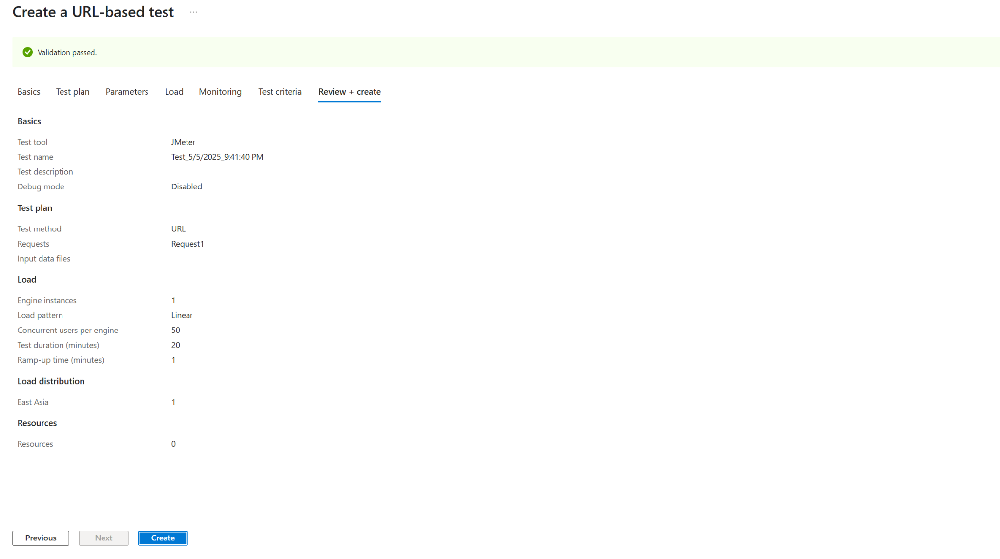 Create a URL-based test ...
Validation passed.
Basics Test plan Parameters Load Monitoring Test criteria Review + create
Basics
Test tool JMeter
Test name Test_5/5/2025_9:41:40 PM
Test description
Debug mode Disabled
Test plan
Test method URL
Requests Request1
Input data files
Load
Engine instances 1
Load pattern Linear
Concurrent users per engine 50
Test duration (minutes) 20
Ramp-up time (minutes) 1
Load distribution
East Asia 1
Resources
Resources 0
Previous Next Create